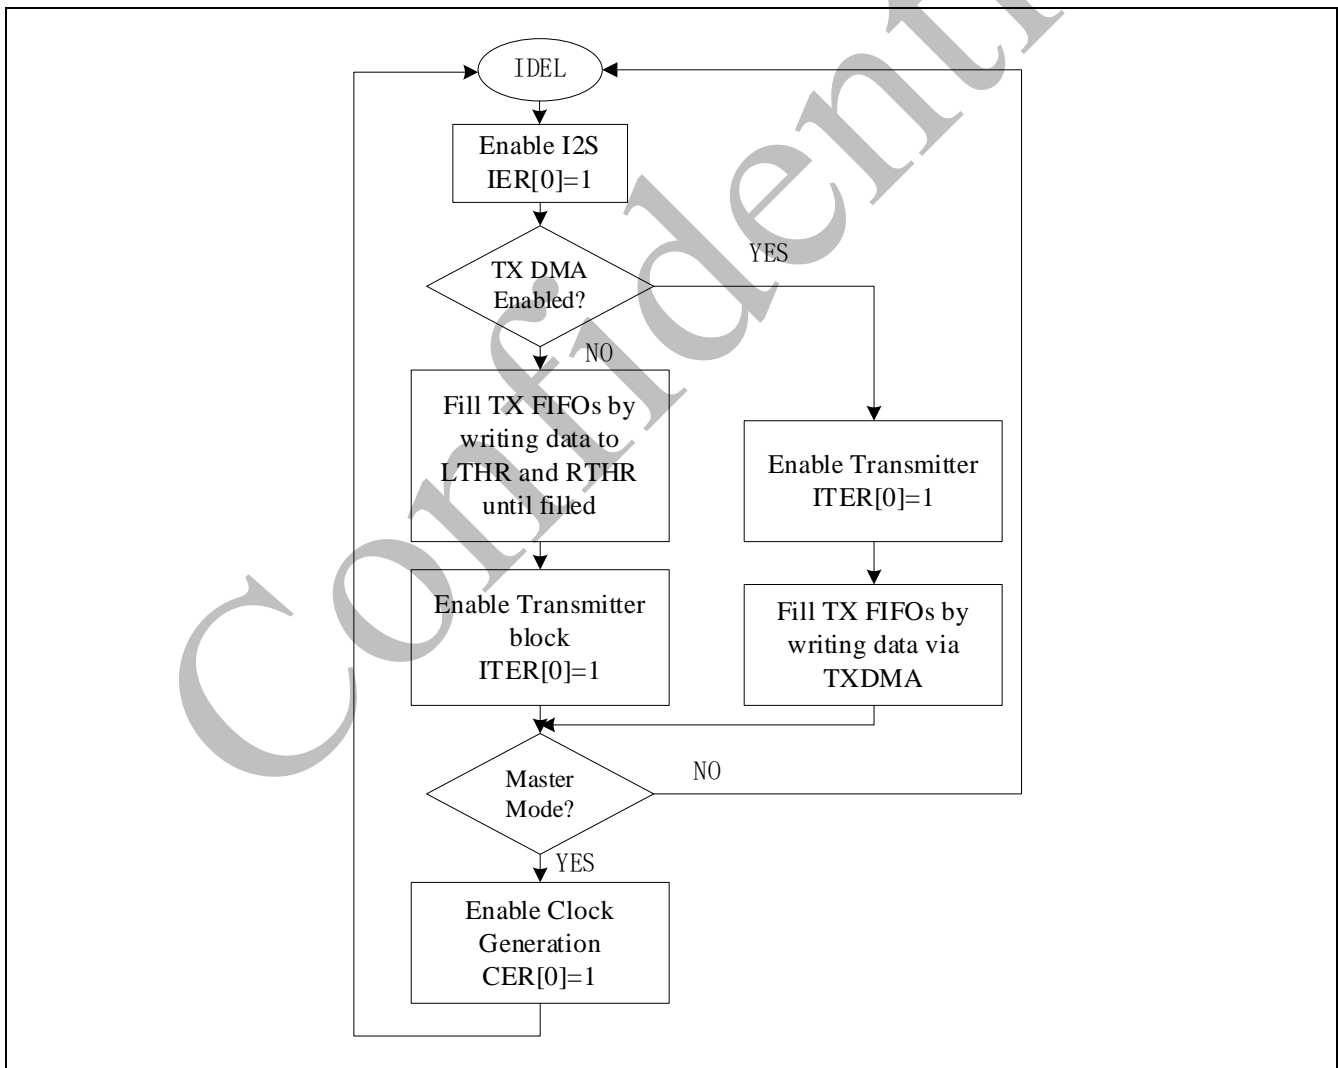 IDEL
Enable I2S
IER[0]=1
TX DMA
Enabled?
YES
NO
Fill TX FIFOs by
writing data to
LTHR and RTHR
until filled
Enable Transmitter
ITER[0]=1
Enable Transmitter
block
ITER[0]=1
Fill TX FIFOs by
writing data via
TXDMA
Master
Mode?
NO
YES
Enable Clock
Generation
CER[0]=1
Confidenti